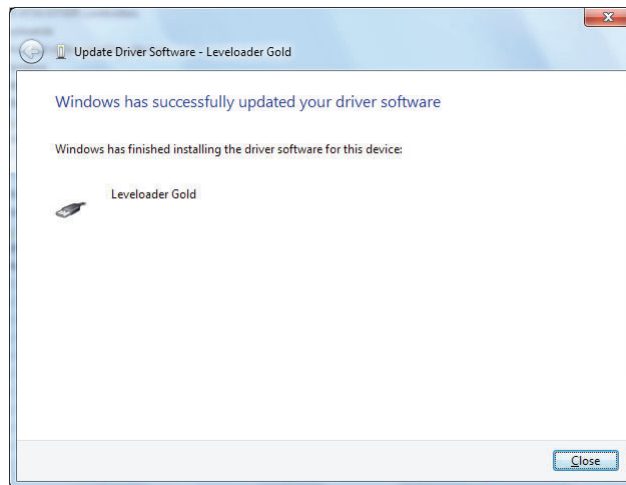 Update Driver Software - Leveloader Gold
Windows has successfully updated your driver software
Windows has finished installing the driver software for this device:
Leveloader Gold
Close